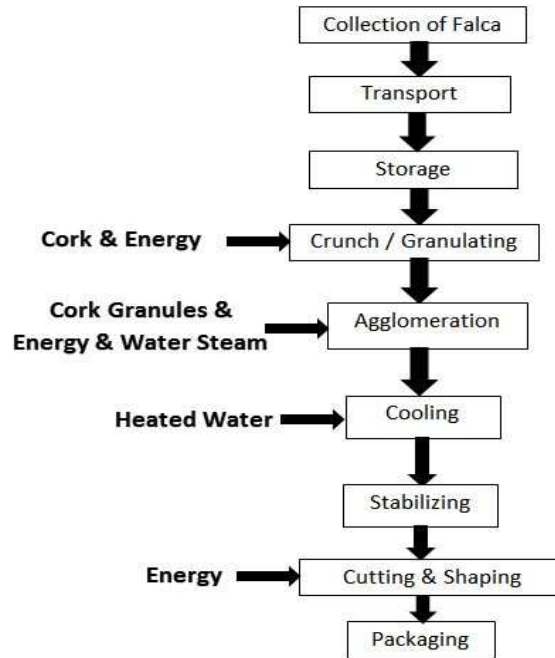 Collection of Falca
Transport
Storage
Cork & Energy
Crunch / Granulating
Cork Granules &
Energy & Water Steam
Agglomeration
Heated Water
Cooling
Stabilizing
Energy
Cutting & Shaping
Packaging